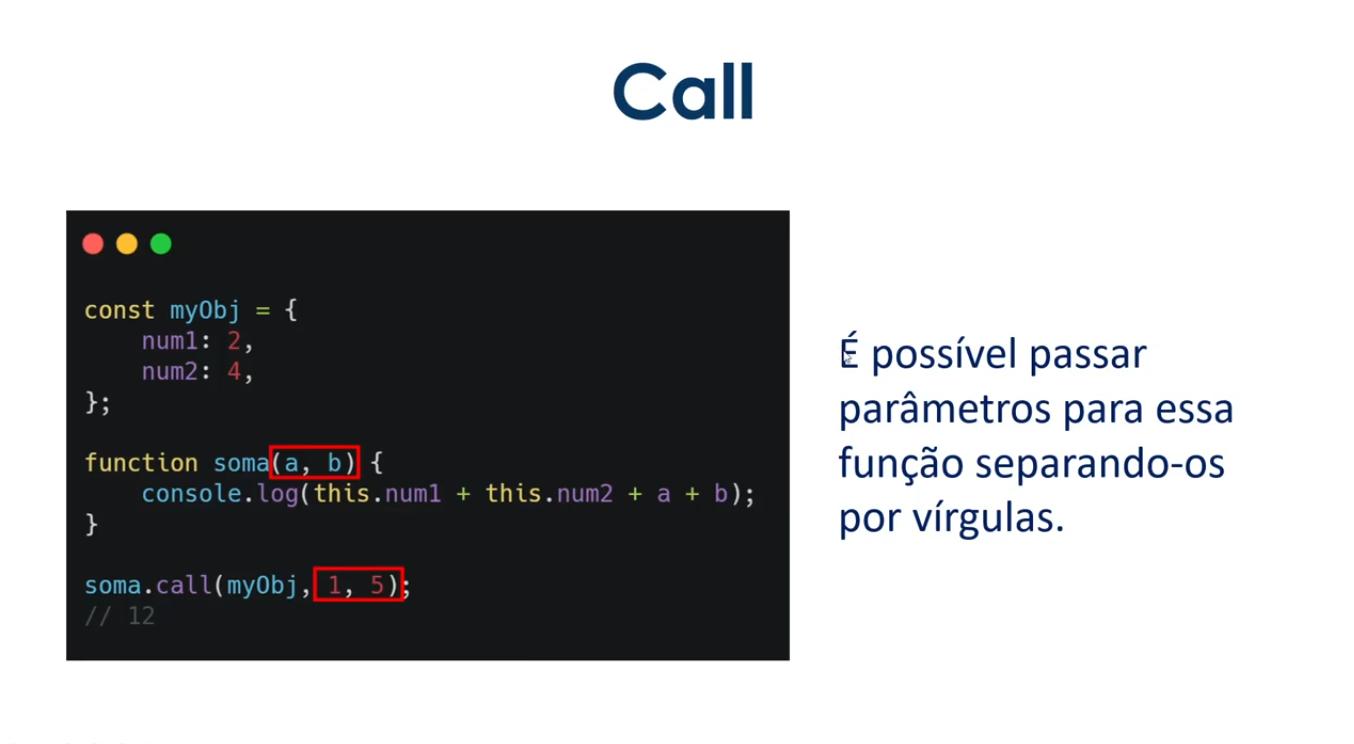 Call
const myObj = {
    num1: 2,
    num2: 4,
};
function soma(a, b) {
    console.log(this.num1 + this.num2 + a + b);
}
soma.call(myObj, 1, 5);
// 12
É possível passar
parâmetros para essa
função separando-os
por vírgulas.